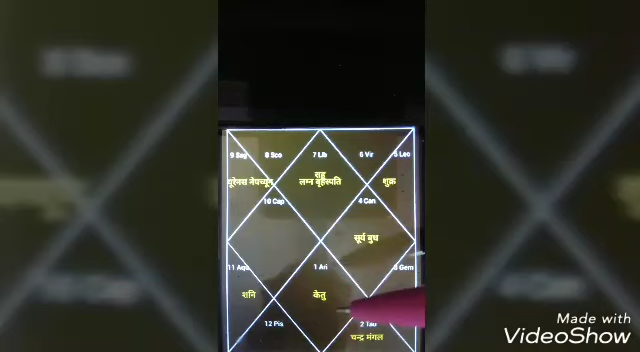 9 Sag 8 Sco 7 Lib 6 Vir 5 Leo
राहु
यूरेनस नेपच्यून लग्न बृहस्पति शुक्र
10 Cap 4 Can
सूर्य बुध
11 Aqu 1 Ari 3 Gem
शनि केतु
12 Pis 2 Tau
चन्द्र मंगल
Made with
VideoShow